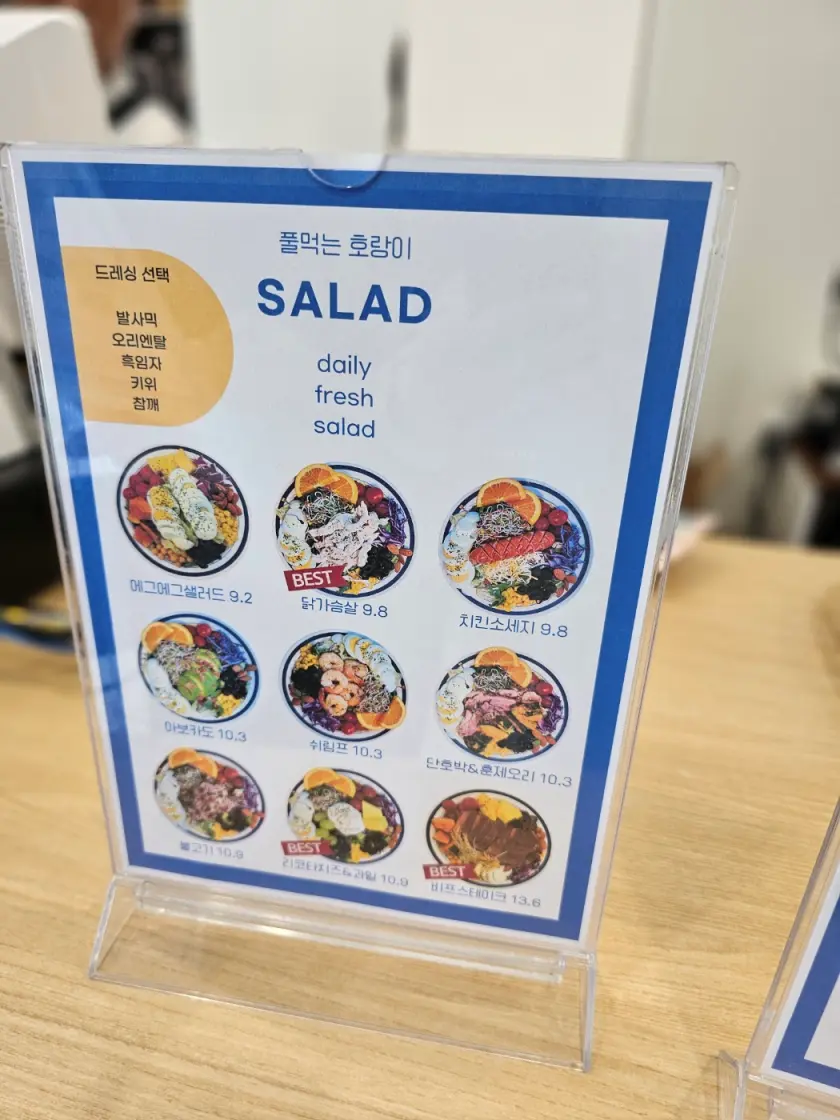 풀먹는 호랑이
SALAD
daily
fresh
salad
드레싱 선택
발사믹
오리엔탈
흑임자
키위
참깨
에그에그샐러드 9.2
BEST
닭가슴살 9.8
치킨소세지 9.8
아보카도 10.3
쉬림프 10.3
단호박&훈제오리 10.3
불고기 10.9
BEST
리코타치즈&과일 10.9
BEST
비프스테이크 13.6